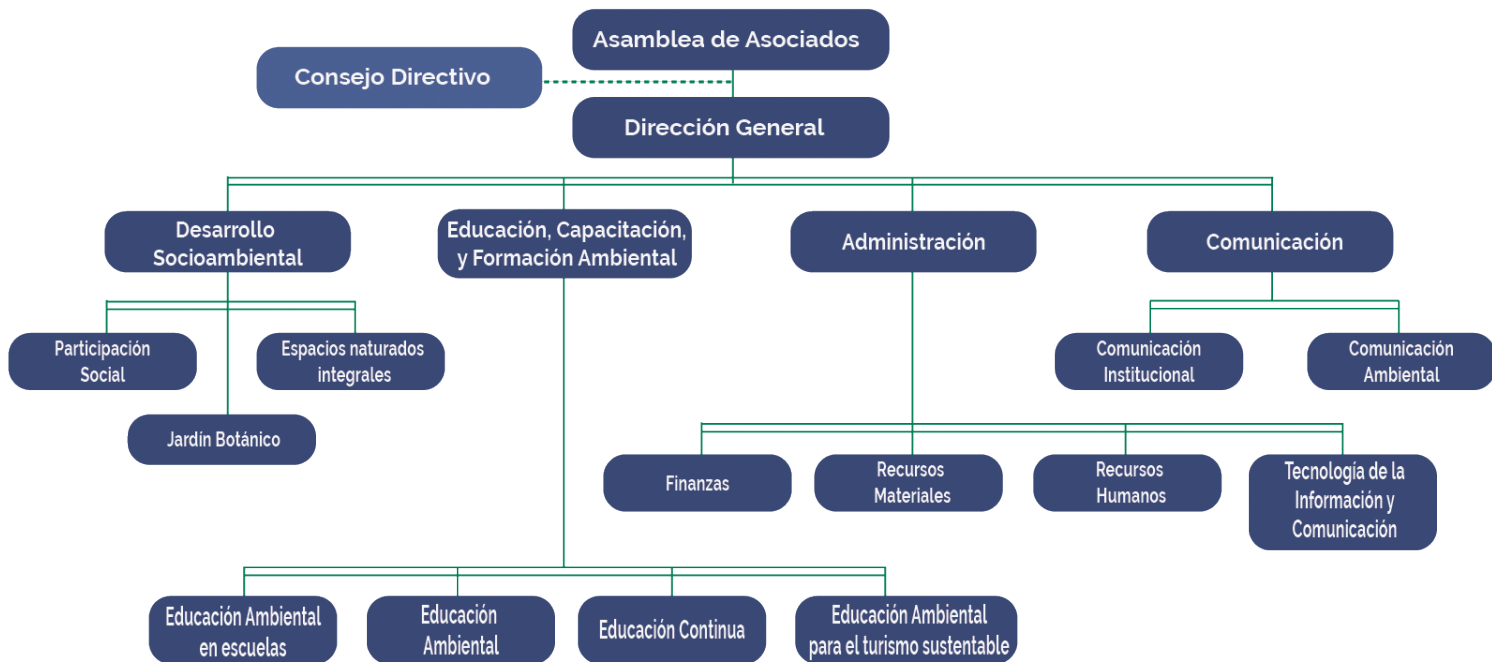 Asamblea de Asociados
Consejo Directivo
Dirección General
Desarrollo
Socioambiental
Educación, Capacitación,
y Formación Ambiental
Administración
Comunicación
Participación
Social
Espacios naturados
integrales
Jardín Botánico
Comunicación
Institucional
Comunicación
Ambiental
Finanzas
Recursos
Materiales
Recursos
Humanos
Tecnología de la
Información y
Comunicación
Educación Ambiental
en escuelas
Educación
Ambiental
Educación Continua
Educación Ambiental
para el turismo sustentable